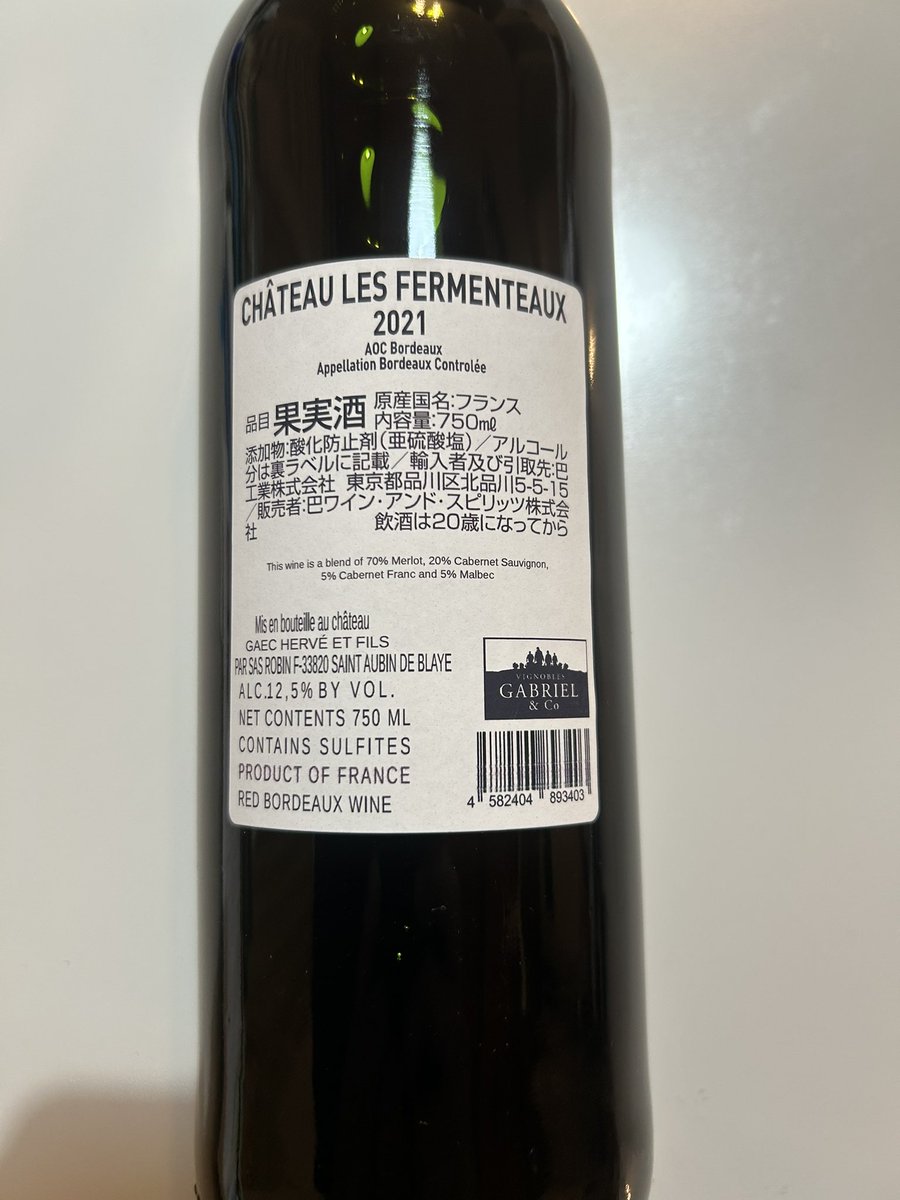 CHÂTEAU LES FERMENTEAUX
2021
AOC Bordeaux
Appellation Bordeaux Controlée
品目 果実酒 原産国名:フランス
内容量:750㎖
添加物:酸化防止剤(亜硫酸塩)/アルコール
分は裏ラベルに記載/輸入者及び引取先:巴
工業株式会社 東京都品川区北品川5-5-15
/販売者:巴ワイン・アンド・スピリッツ株式会
社 飲酒は20歳になってから
This wine is a blend of 70% Merlot, 20% Cabernet Sauvignon,
5% Cabernet Franc and 5% Malbec
Mis en bouteille au château
GAEC HERVÉ ET FILS
PAR SAS ROBIN F-33820 SAINT AUBIN DE BLAYE
ALC.12,5% BY VOL.
NET CONTENTS 750 ML
CONTAINS SULFITES
PRODUCT OF FRANCE
RED BORDEAUX WINE
VIGNOBLES
GABRIEL
& Co
4 582404 893403